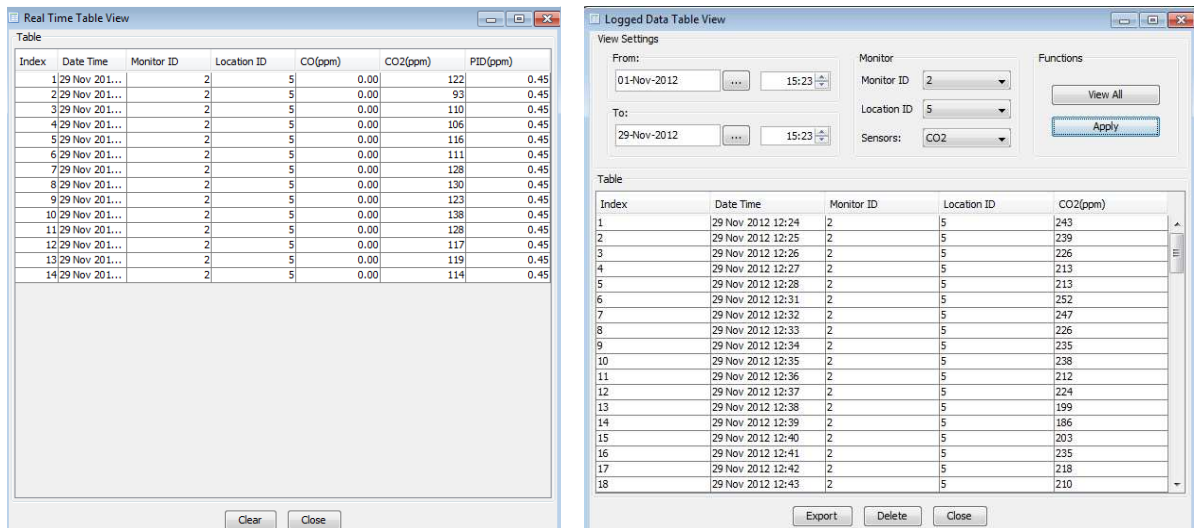 Real Time Table View
Table
Index Date Time Monitor ID Location ID CO(ppm) CO2(ppm) PID(ppm)
1 29 Nov 201... 2 5 0.00 122 0.45
2 29 Nov 201... 2 5 0.00 93 0.45
3 29 Nov 201... 2 5 0.00 110 0.45
4 29 Nov 201... 2 5 0.00 106 0.45
5 29 Nov 201... 2 5 0.00 116 0.45
6 29 Nov 201... 2 5 0.00 111 0.45
7 29 Nov 201... 2 5 0.00 128 0.45
8 29 Nov 201... 2 5 0.00 130 0.45
9 29 Nov 201... 2 5 0.00 123 0.45
10 29 Nov 201... 2 5 0.00 138 0.45
11 29 Nov 201... 2 5 0.00 128 0.45
12 29 Nov 201... 2 5 0.00 117 0.45
13 29 Nov 201... 2 5 0.00 119 0.45
14 29 Nov 201... 2 5 0.00 114 0.45
Clear Close
Logged Data Table View
View Settings
From:
01-Nov-2012 ... 15:23
To:
29-Nov-2012 ... 15:23
Monitor
Monitor ID 2
Location ID 5
Sensors: CO2
Functions
View All
Apply
Table
Index Date Time Monitor ID Location ID CO2(ppm)
1 29 Nov 2012 12:24 2 5 243
2 29 Nov 2012 12:25 2 5 239
3 29 Nov 2012 12:26 2 5 226
4 29 Nov 2012 12:27 2 5 213
5 29 Nov 2012 12:28 2 5 213
6 29 Nov 2012 12:31 2 5 252
7 29 Nov 2012 12:32 2 5 247
8 29 Nov 2012 12:33 2 5 226
9 29 Nov 2012 12:34 2 5 235
10 29 Nov 2012 12:35 2 5 238
11 29 Nov 2012 12:36 2 5 212
12 29 Nov 2012 12:37 2 5 224
13 29 Nov 2012 12:38 2 5 199
14 29 Nov 2012 12:39 2 5 186
15 29 Nov 2012 12:40 2 5 203
16 29 Nov 2012 12:41 2 5 235
17 29 Nov 2012 12:42 2 5 218
18 29 Nov 2012 12:43 2 5 210
Export Delete Close